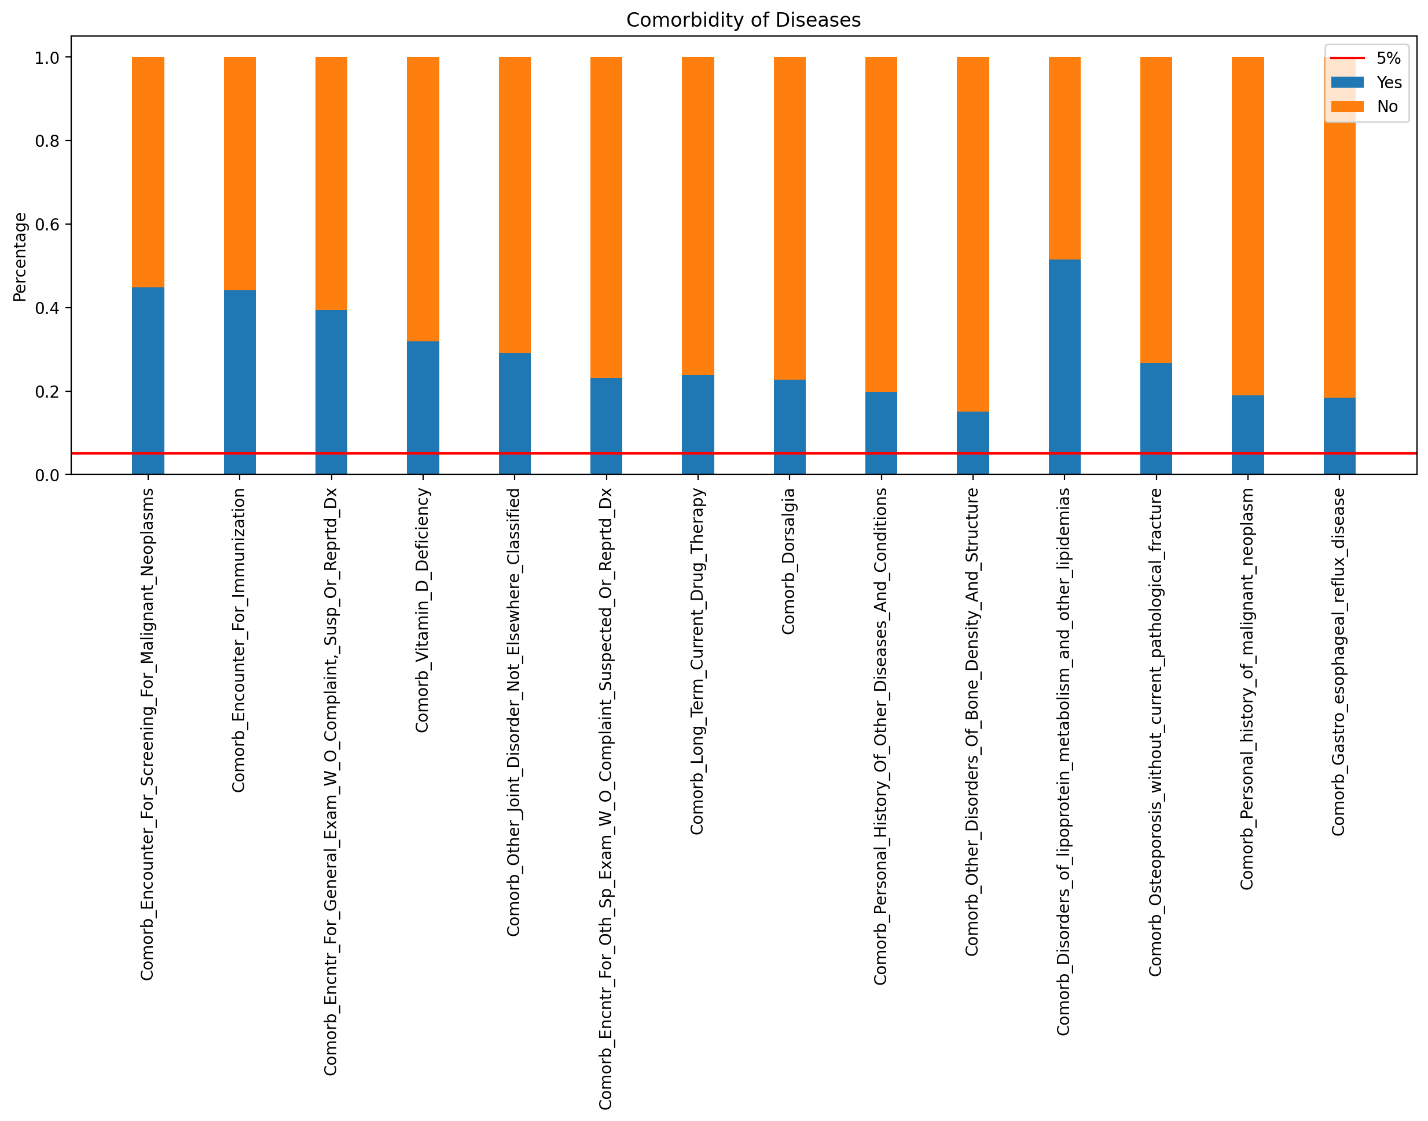 Comorbidity of Diseases
Percentage
1.0
0.8
0.6
0.4
0.2
0.0
5%
Yes
No
Comorb_Encounter_For_Screening_For_Malignant_Neoplasms
Comorb_Encounter_For_Immunization
Comorb_Encntr_For_General_Exam_W_O_Complaint,_Susp_Or_Reprtd_Dx
Comorb_Vitamin_D_Deficiency
Comorb_Other_Joint_Disorder_Not_Elsewhere_Classified
Comorb_Encntr_For_Oth_Sp_Exam_W_O_Complaint_Suspected_Or_Reprtd_Dx
Comorb_Long_Term_Current_Drug_Therapy
Comorb_Dorsalgia
Comorb_Personal_History_Of_Other_Diseases_And_Conditions
Comorb_Other_Disorders_Of_Bone_Density_And_Structure
Comorb_Disorders_of_lipoprotein_metabolism_and_other_lipidemias
Comorb_Osteoporosis_without_current_pathological_fracture
Comorb_Personal_history_of_malignant_neoplasm
Comorb_Gastro_esophageal_reflux_disease